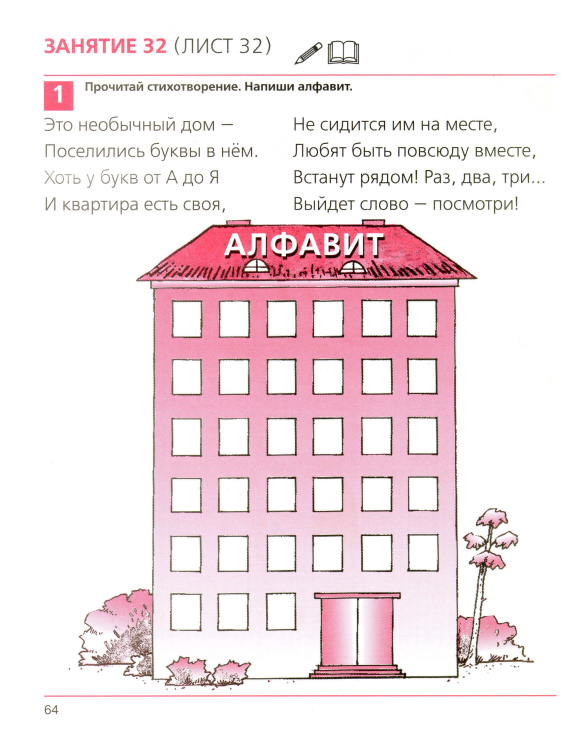 ЗАНЯТИЕ 32 (ЛИСТ 32)
1 Прочитай стихотворение. Напиши алфавит.
Это необычный дом –
Поселились буквы в нём.
Хоть у букв от А до Я
И квартира есть своя,
Не сидится им на месте,
Любят быть повсюду вместе,
Встанут рядом! Раз, два, три...
Выйдет слово – посмотри!
АЛФАВИТ
64